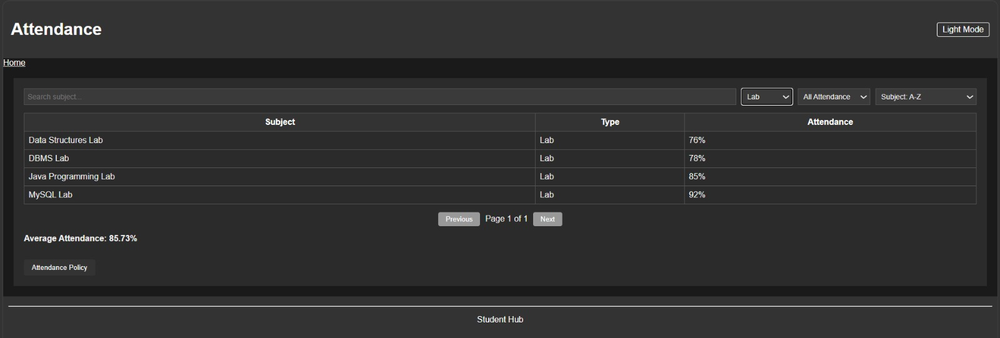 Attendance
Light Mode
Home
Search subject...
Lab
All Attendance
Subject: A-Z
Subject Type Attendance
Data Structures Lab Lab 76%
DBMS Lab Lab 78%
Java Programming Lab Lab 85%
MySQL Lab Lab 92%
Previous Page 1 of 1 Next
Average Attendance: 85.73%
Attendance Policy
Student Hub